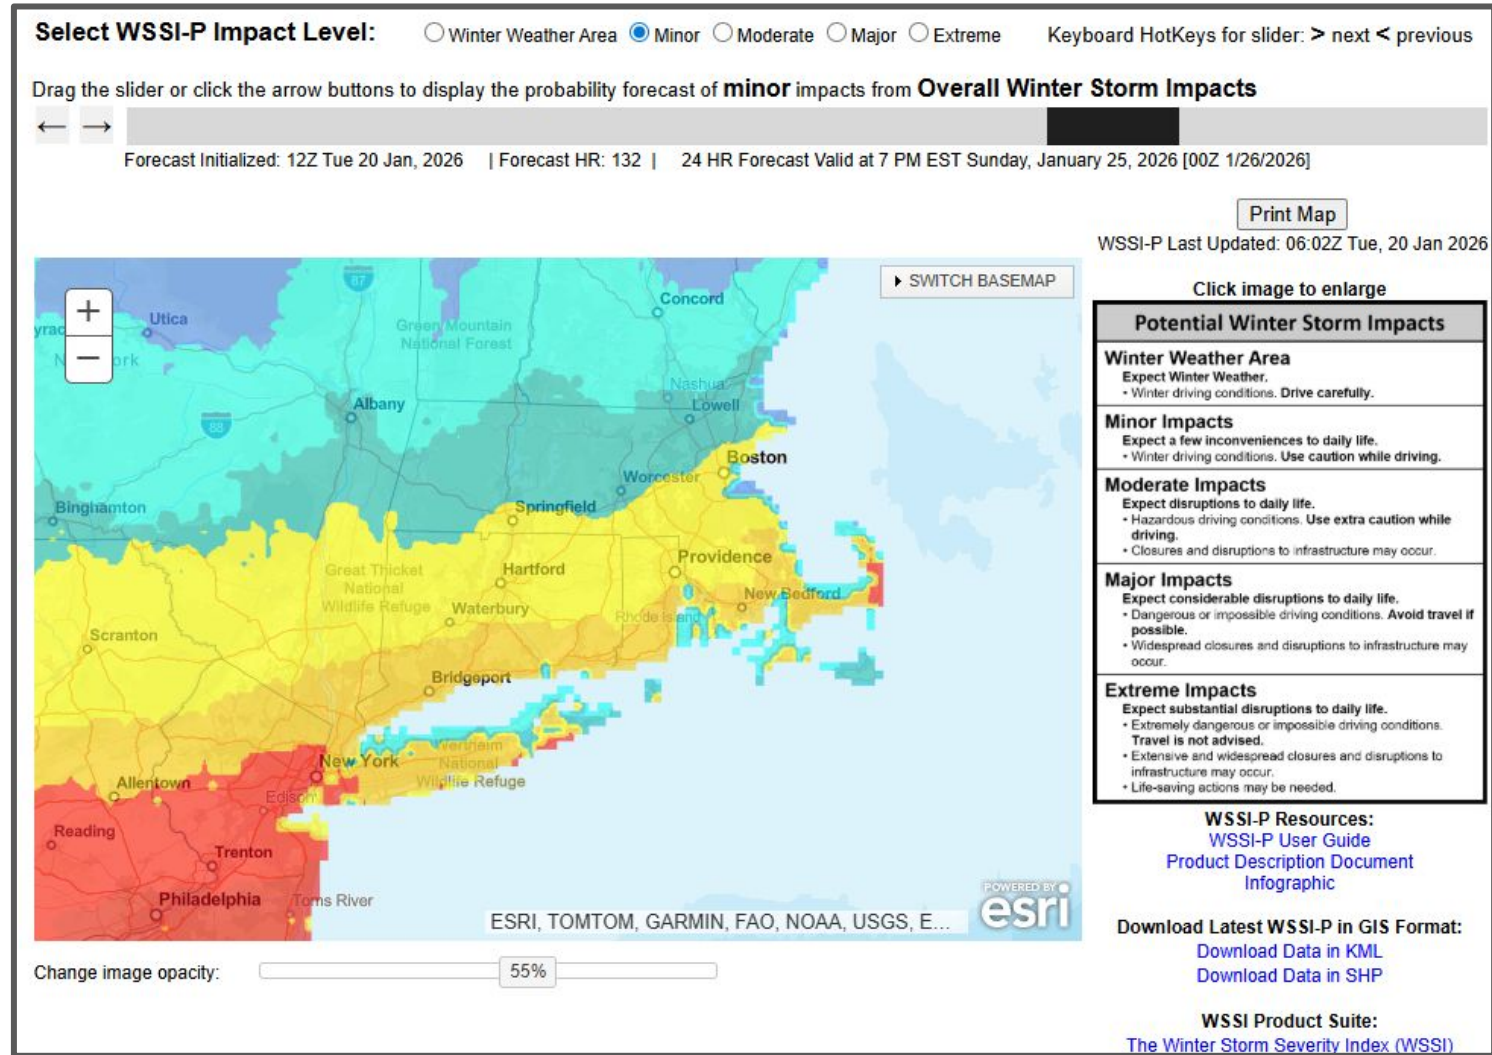 Select WSSI-P Impact Level: Winter Weather Area Minor Moderate Major Extreme Keyboard HotKeys for slider: > next < previous
Drag the slider or click the arrow buttons to display the probability forecast of minor impacts from Overall Winter Storm Impacts
← →
Forecast Initialized: 12Z Tue 20 Jan, 2026 | Forecast HR: 132 | 24 HR Forecast Valid at 7 PM EST Sunday, January 25, 2026 [00Z 1/26/2026]
Print Map
WSSI-P Last Updated: 06:02Z Tue, 20 Jan 2026
+
−
SWITCH BASEMAP
87
Concord
Utica
Green Mountain
National Forest
Nashua
Albany
Lowell
88
Boston
Worcester
Binghamton
Springfield
Providence
Great Thicket
National
Wildlife Refuge
Hartford
New Bedford
Waterbury
Rhode Island
Scranton
Bridgeport
New York
Wertheim
National
Wildlife Refuge
Allentown
Edison
Reading
Trenton
Philadelphia
Toms River
POWERED BY
esri
ESRI, TOMTOM, GARMIN, FAO, NOAA, USGS, E...
Change image opacity: 55%
Click image to enlarge
Potential Winter Storm Impacts
Winter Weather Area
Expect Winter Weather.
• Winter driving conditions. Drive carefully.
Minor Impacts
Expect a few inconveniences to daily life.
• Winter driving conditions. Use caution while driving.
Moderate Impacts
Expect disruptions to daily life.
• Hazardous driving conditions. Use extra caution while
driving.
• Closures and disruptions to infrastructure may occur.
Major Impacts
Expect considerable disruptions to daily life.
• Dangerous or impossible driving conditions. Avoid travel if
possible.
• Widespread closures and disruptions to infrastructure may
occur.
Extreme Impacts
Expect substantial disruptions to daily life.
• Extremely dangerous or impossible driving conditions.
Travel is not advised.
• Extensive and widespread closures and disruptions to
infrastructure may occur.
• Life-saving actions may be needed.
WSSI-P Resources:
WSSI-P User Guide
Product Description Document
Infographic
Download Latest WSSI-P in GIS Format:
Download Data in KML
Download Data in SHP
WSSI Product Suite:
The Winter Storm Severity Index (WSSI)